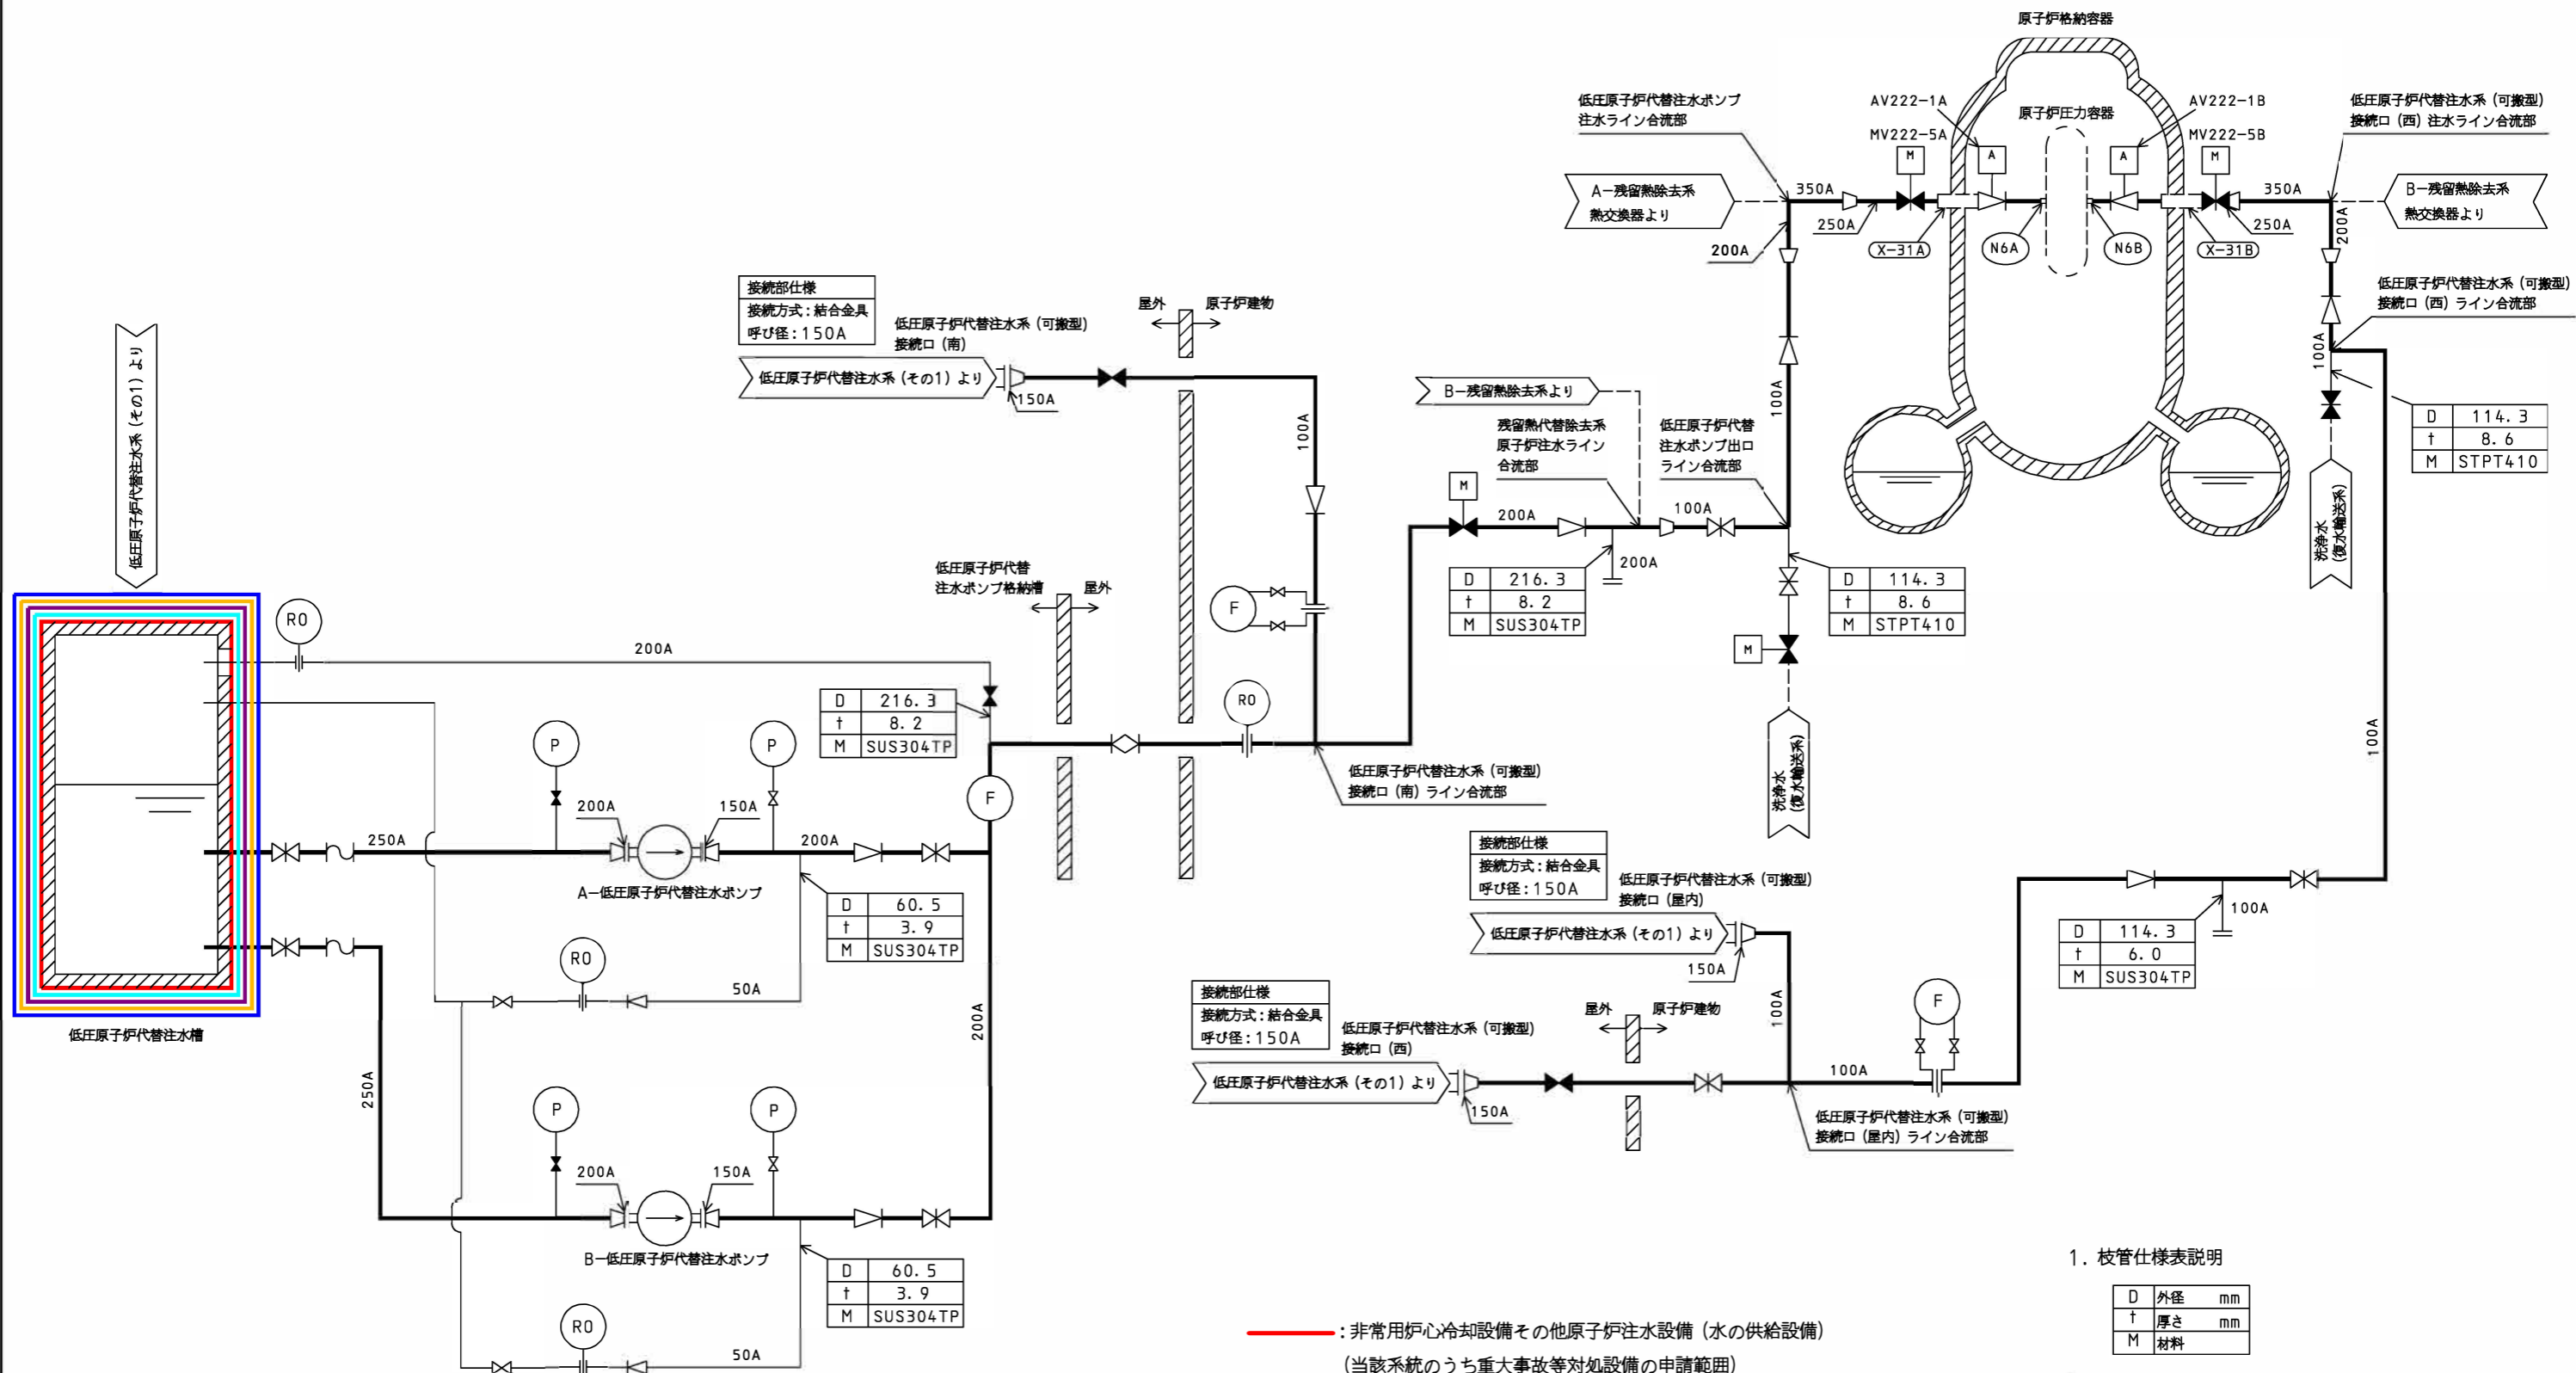 原子炉格納容器
原子炉圧力容器
低圧原子炉代替注水ポンプ
注水ライン合流部
AV222-1A
MV222-5A
AV222-1B
MV222-5B
低圧原子炉代替注水系（可搬型）
接続口（西）注水ライン合流部
M
A
A
M
A－残留熱除去系
熱交換器より
350A
250A
200A
X-31A
N6A
N6B
X-31B
350A
250A
200A
B－残留熱除去系
熱交換器より
低圧原子炉代替注水系（可搬型）
接続口（西）ライン合流部
100A
D 114.3
t 8.6
M STPT410
洗浄水
（復水輸送系）
100A
接続部仕様
接続方式：結合金具
呼び径：150A
低圧原子炉代替注水系（可搬型）
接続口（南）
低圧原子炉代替注水系（その1）より
150A
屋外
原子炉建物
100A
B－残留熱除去系より
残留熱代替除去系
原子炉注水ライン
合流部
低圧原子炉代替
注水ポンプ出口
ライン合流部
100A
M
200A
100A
200A
D 216.3
t 8.2
M SUS304TP
D 114.3
t 8.6
M STPT410
M
洗浄水
（復水輸送系）
低圧原子炉代替注水系（その1）より
低圧原子炉代替
注水ポンプ格納槽
屋外
F
RO
RO
200A
D 216.3
t 8.2
M SUS304TP
F
低圧原子炉代替注水系（可搬型）
接続口（南）ライン合流部
P
P
250A
200A
150A
200A
A－低圧原子炉代替注水ポンプ
D 60.5
t 3.9
M SUS304TP
RO
50A
200A
低圧原子炉代替注水槽
250A
P
P
200A
150A
B－低圧原子炉代替注水ポンプ
D 60.5
t 3.9
M SUS304TP
RO
50A
接続部仕様
接続方式：結合金具
呼び径：150A
低圧原子炉代替注水系（可搬型）
接続口（屋内）
低圧原子炉代替注水系（その1）より
150A
100A
接続部仕様
接続方式：結合金具
呼び径：150A
低圧原子炉代替注水系（可搬型）
接続口（西）
低圧原子炉代替注水系（その1）より
150A
屋外
原子炉建物
100A
F
低圧原子炉代替注水系（可搬型）
接続口（屋内）ライン合流部
D 114.3
t 6.0
M SUS304TP
100A
：非常用炉心冷却設備その他原子炉注水設備（水の供給設備）
（当該系統のうち重大事故等対処設備の申請範囲）
1. 枝管仕様表説明
D 外径 mm
t 厚さ mm
M 材料